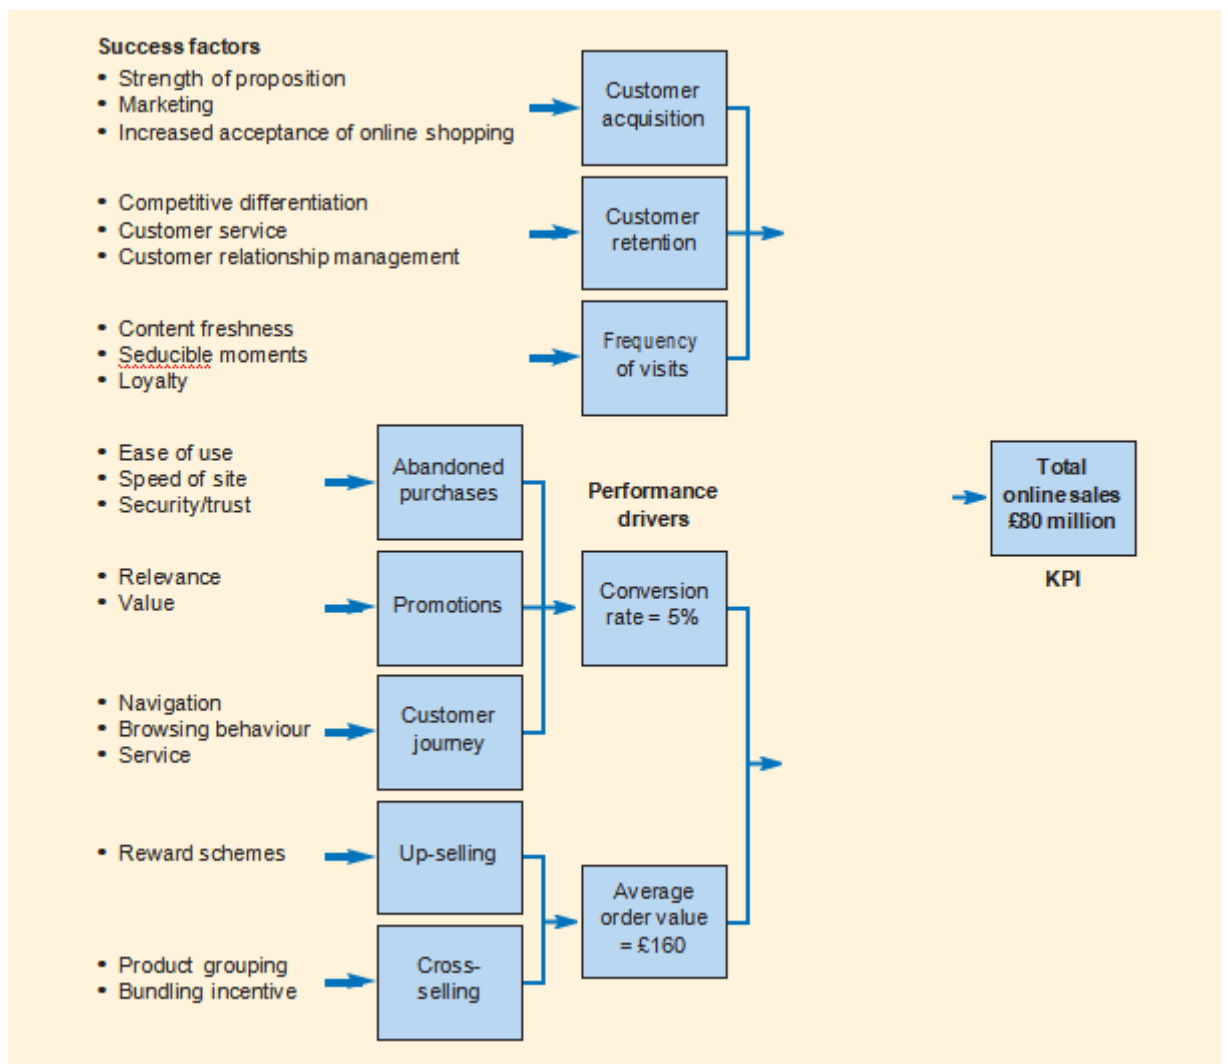 Success factors
• Strength of proposition
• Marketing
• Increased acceptance of online shopping
Customer
acquisition
• Competitive differentiation
• Customer service
• Customer relationship management
Customer
retention
• Content freshness
• Seducible moments
• Loyalty
Frequency
of visits
• Ease of use
• Speed of site
• Security/trust
Abandoned
purchases
Performance
drivers
Total
online sales
£80 million
KPI
• Relevance
• Value
Promotions
Conversion
rate = 5%
• Navigation
• Browsing behaviour
• Service
Customer
journey
• Reward schemes
Up-selling
Average
order value
= £160
• Product grouping
• Bundling incentive
Cross-
selling